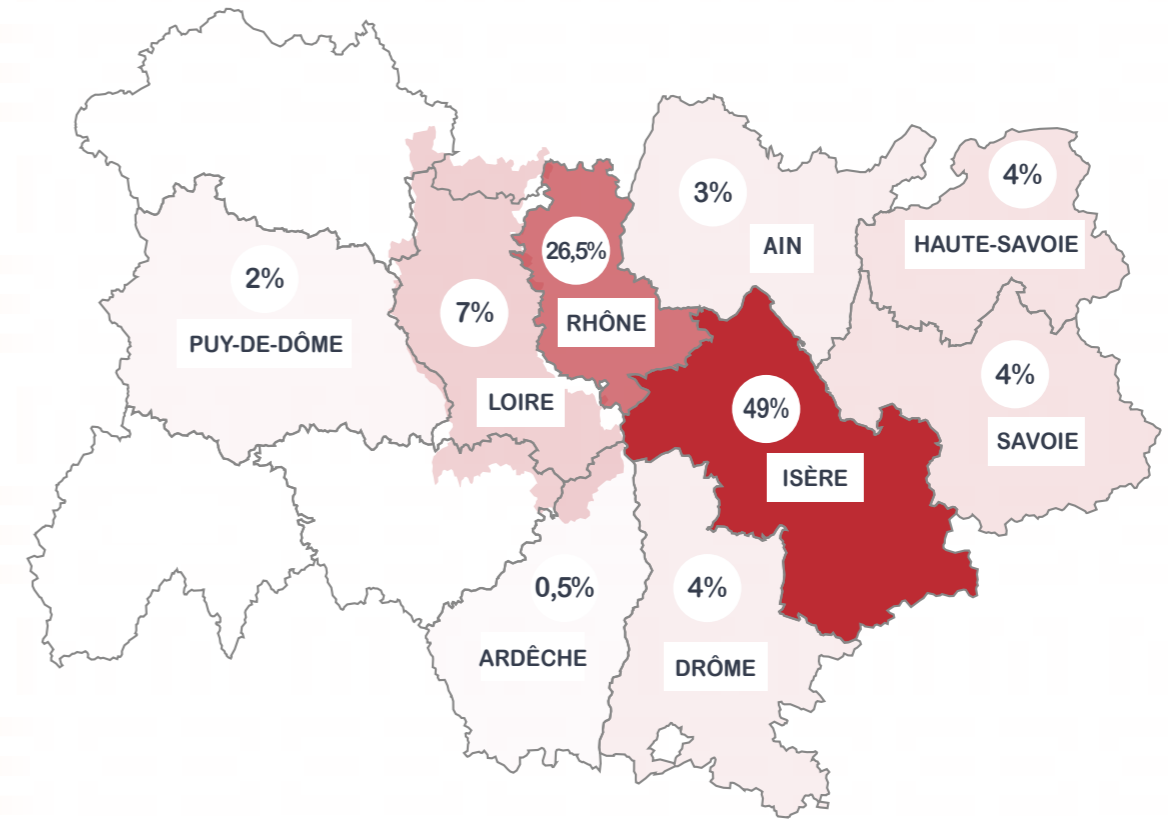 3%
AIN
4%
HAUTE-SAVOIE
26,5%
RHÔNE
2%
PUY-DE-DÔME
7%
LOIRE
4%
SAVOIE
49%
ISÈRE
0,5%
ARDÊCHE
4%
DRÔME